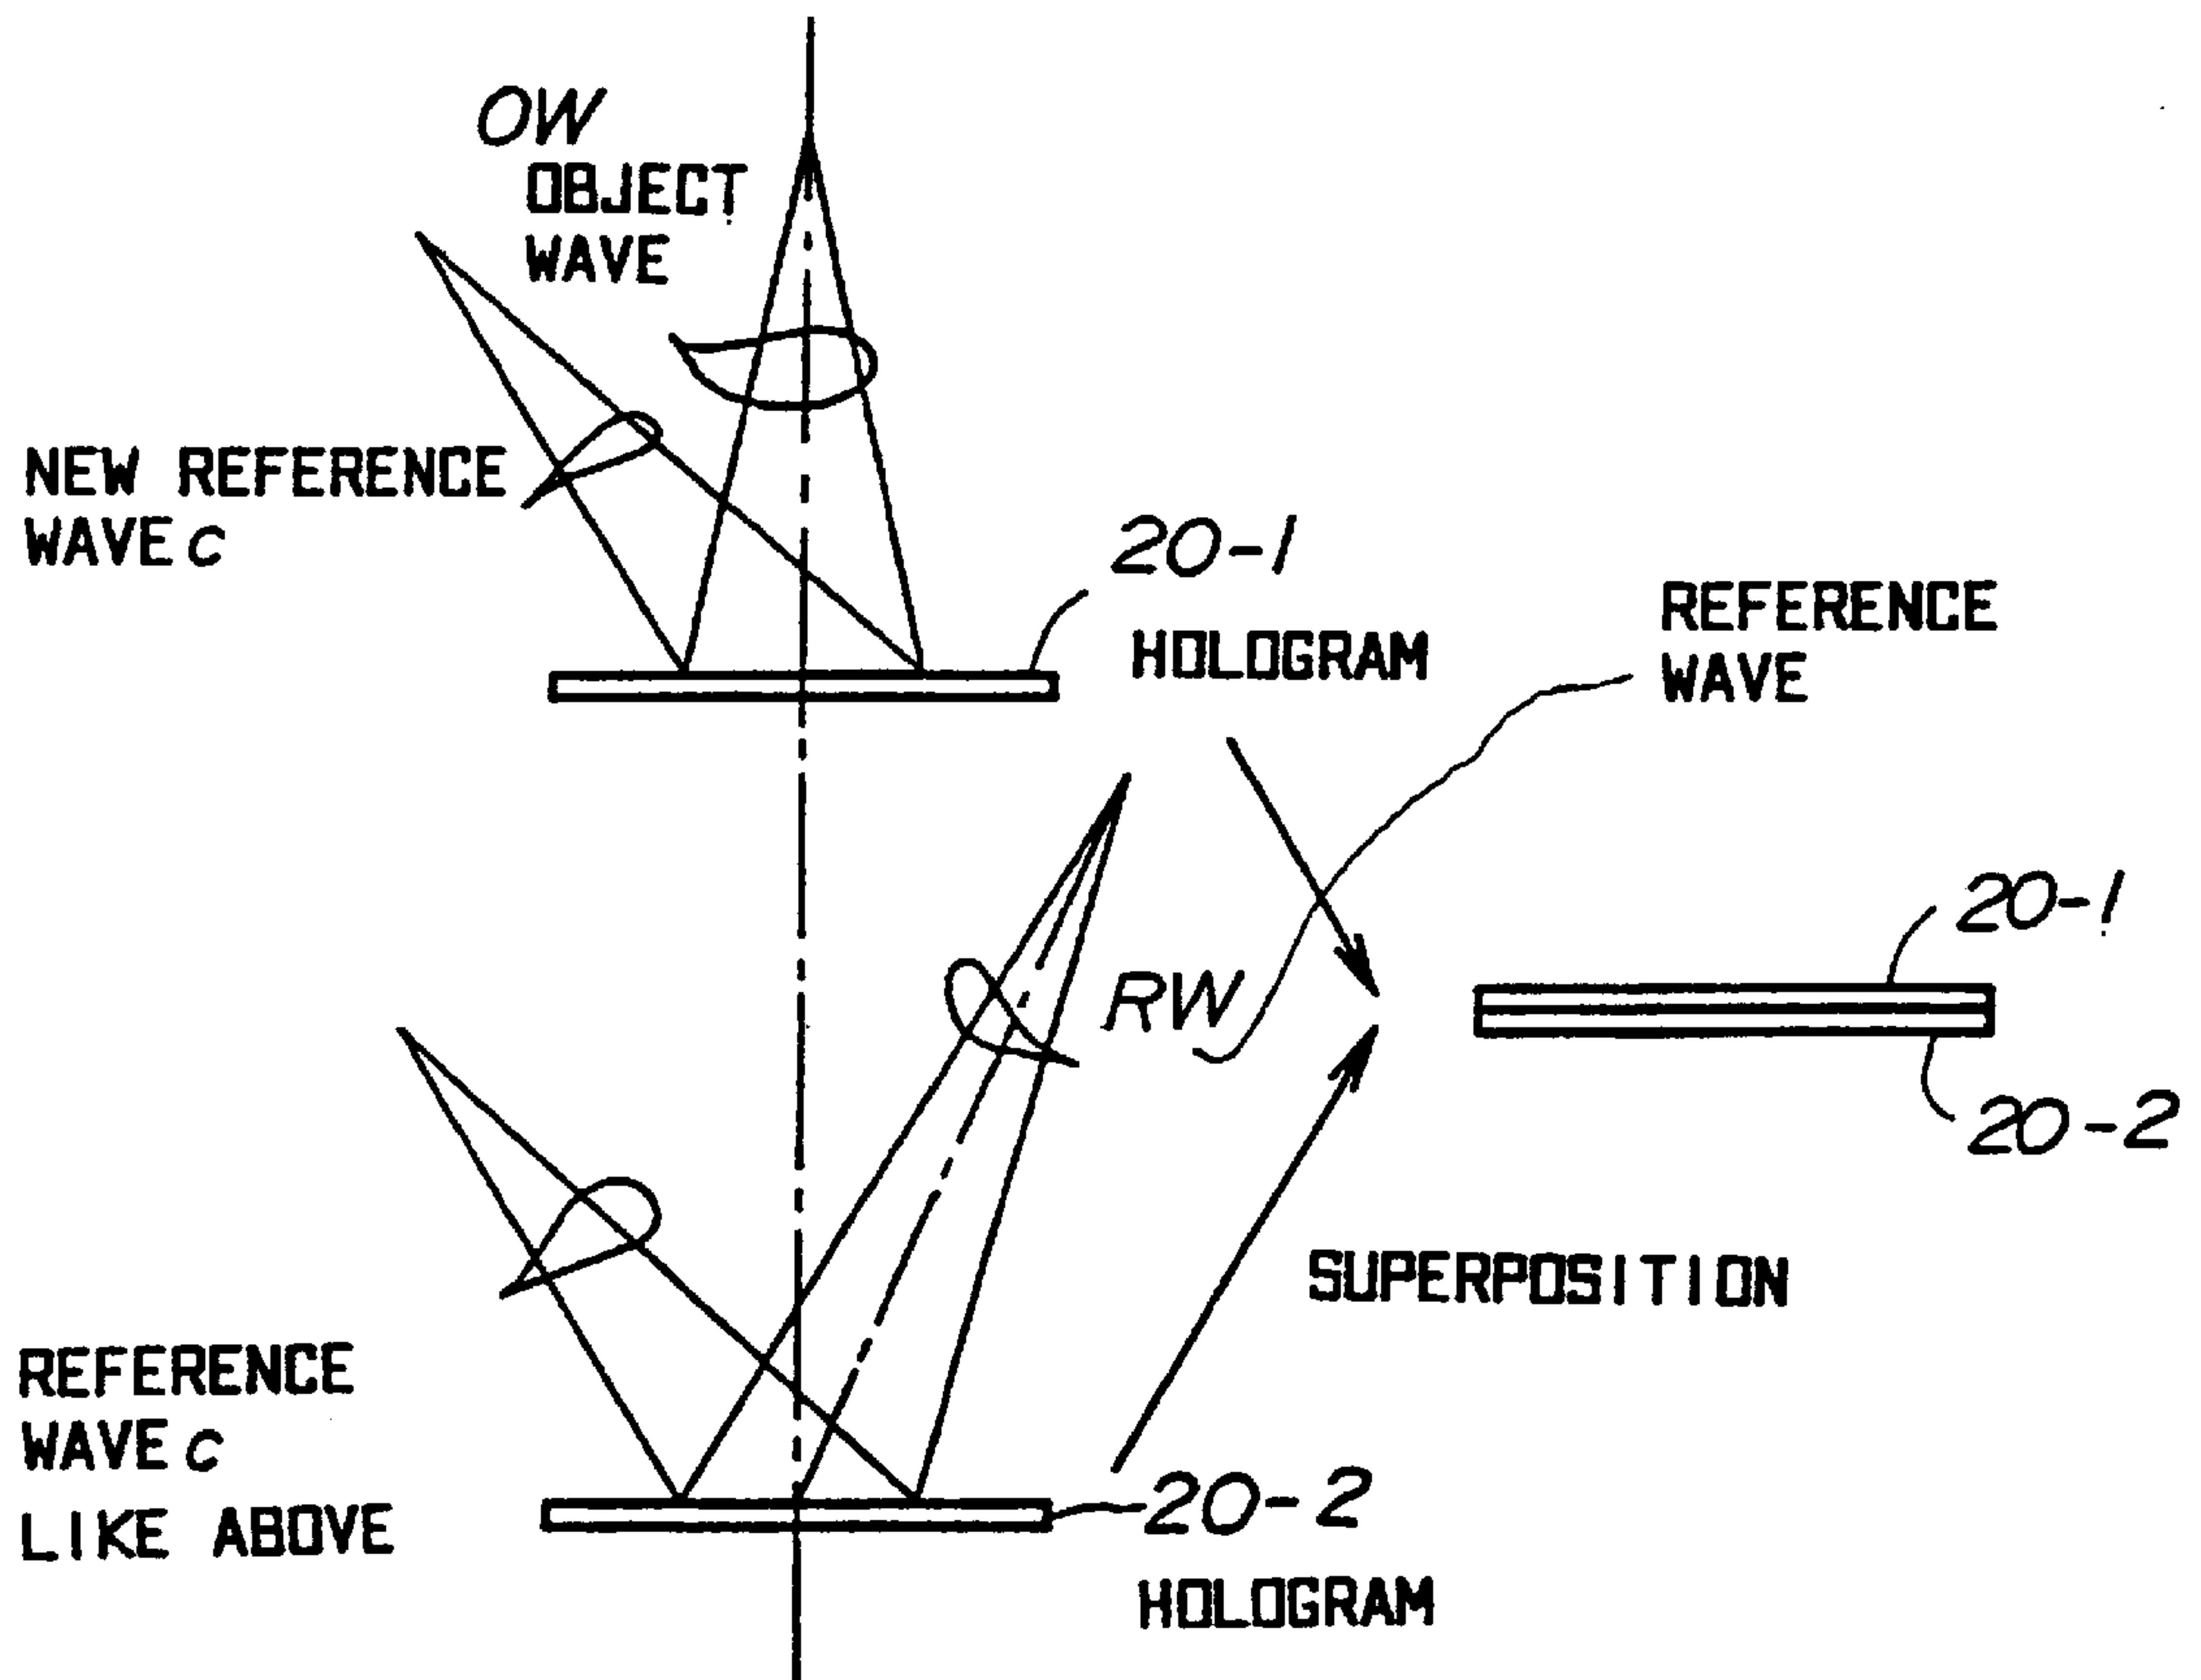 OW
OBJECT
WAVE
NEW REFERENCE
WAVE C
20-1
HOLOGRAM
REFERENCE
WAVE
RW
20-1
20-2
SUPERPOSITION
REFERENCE
WAVE C
LIKE ABOVE
20-2
HOLOGRAM